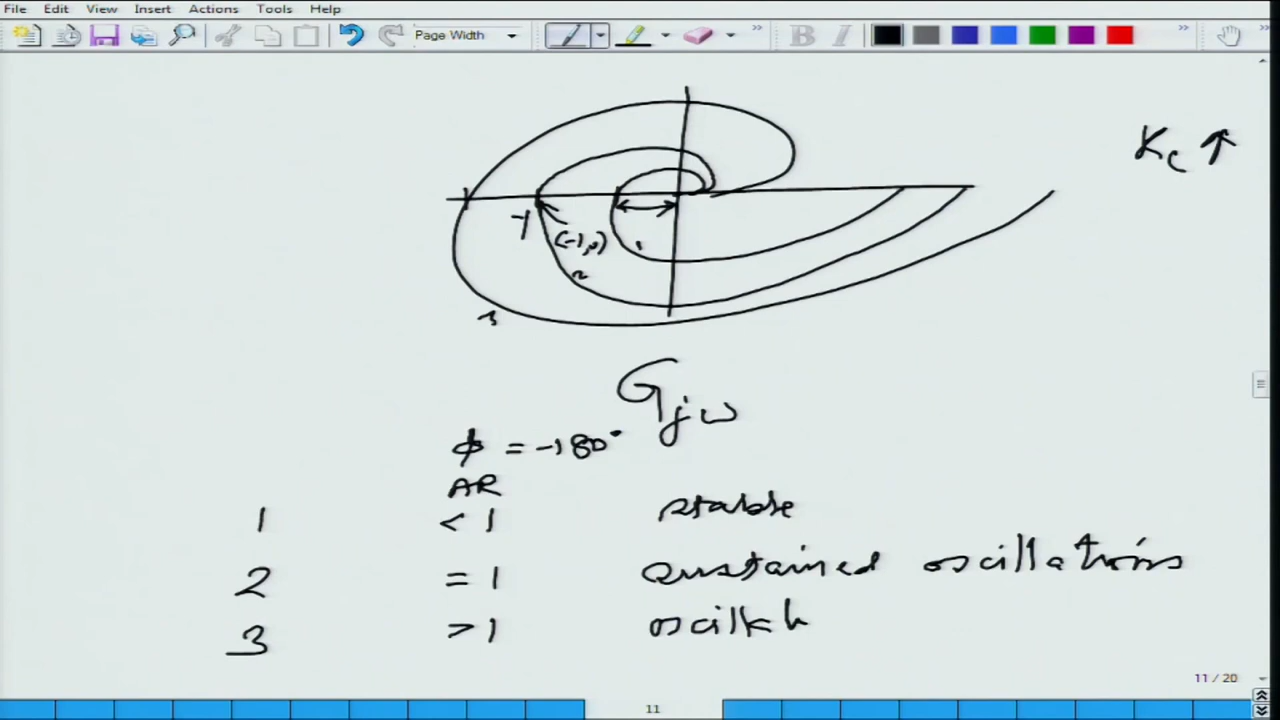 File Edit View Insert Actions Tools Help
Page Width
B I
Kc ↑
-1
(-1,0)
1
2
3
Gjω
ϕ = -180°
AR
1 < 1 stable
2 = 1 sustained oscillations
3 > 1
11 / 20
11